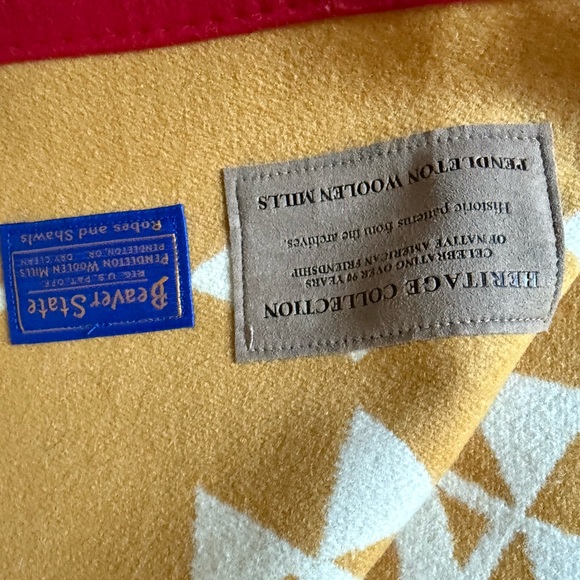 Beaver State
REG. U.S. PAT. OFF.
PENDLETON WOOLEN MILLS
PENDLETON, OR. DRY CLEAN
Robes and Shawls
HERITAGE COLLECTION
CELEBRATING OVER 90 YEARS
OF NATIVE AMERICAN FRIENDSHIP
Historic patterns from the archives.
PENDLETON WOOLEN MILLS